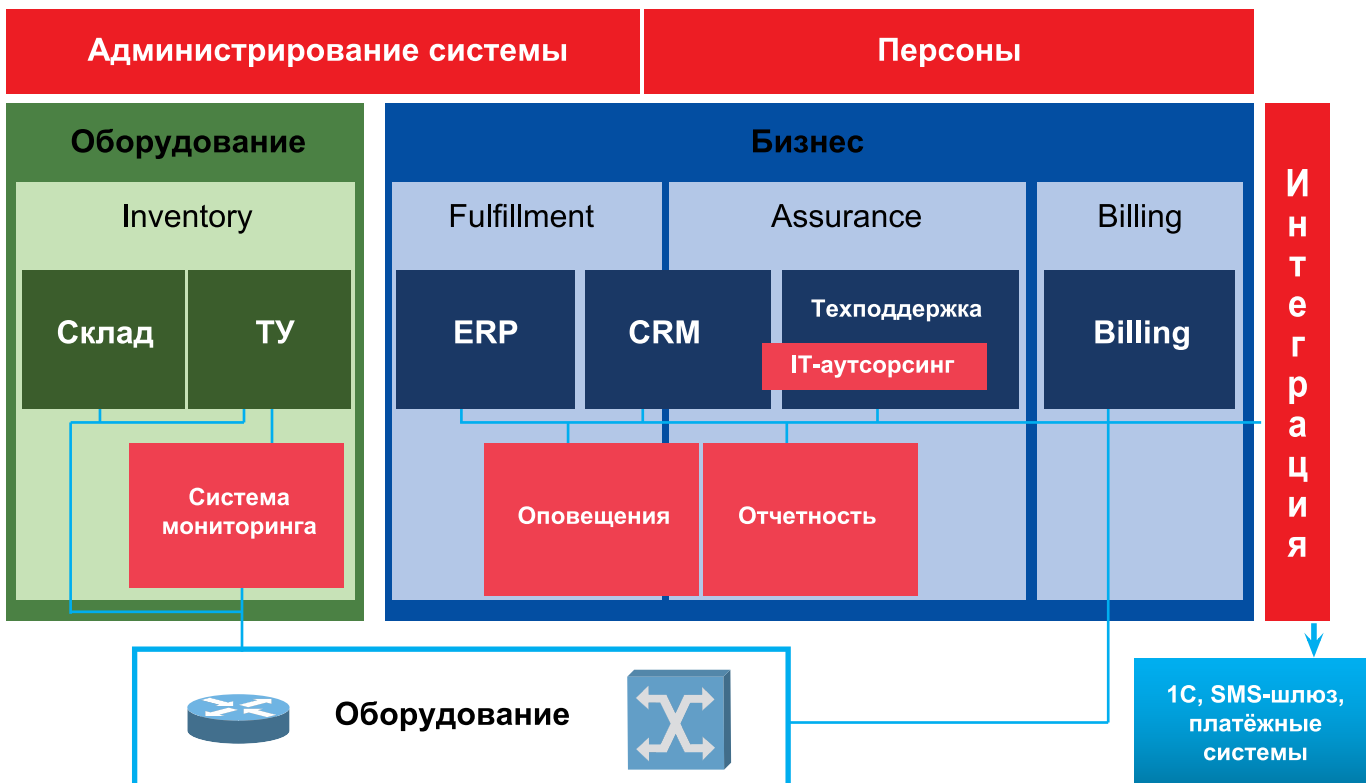 Администрирование системы
Персоны
Оборудование
Бизнес
Inventory
Fulfillment
Assurance
Billing
Склад
ТУ
ERP
CRM
Техподдержка
IT-аутсорсинг
Billing
Система
мониторинга
Оповещения
Отчетность
Интеграция
Оборудование
1С, SMS-шлюз,
платёжные
системы